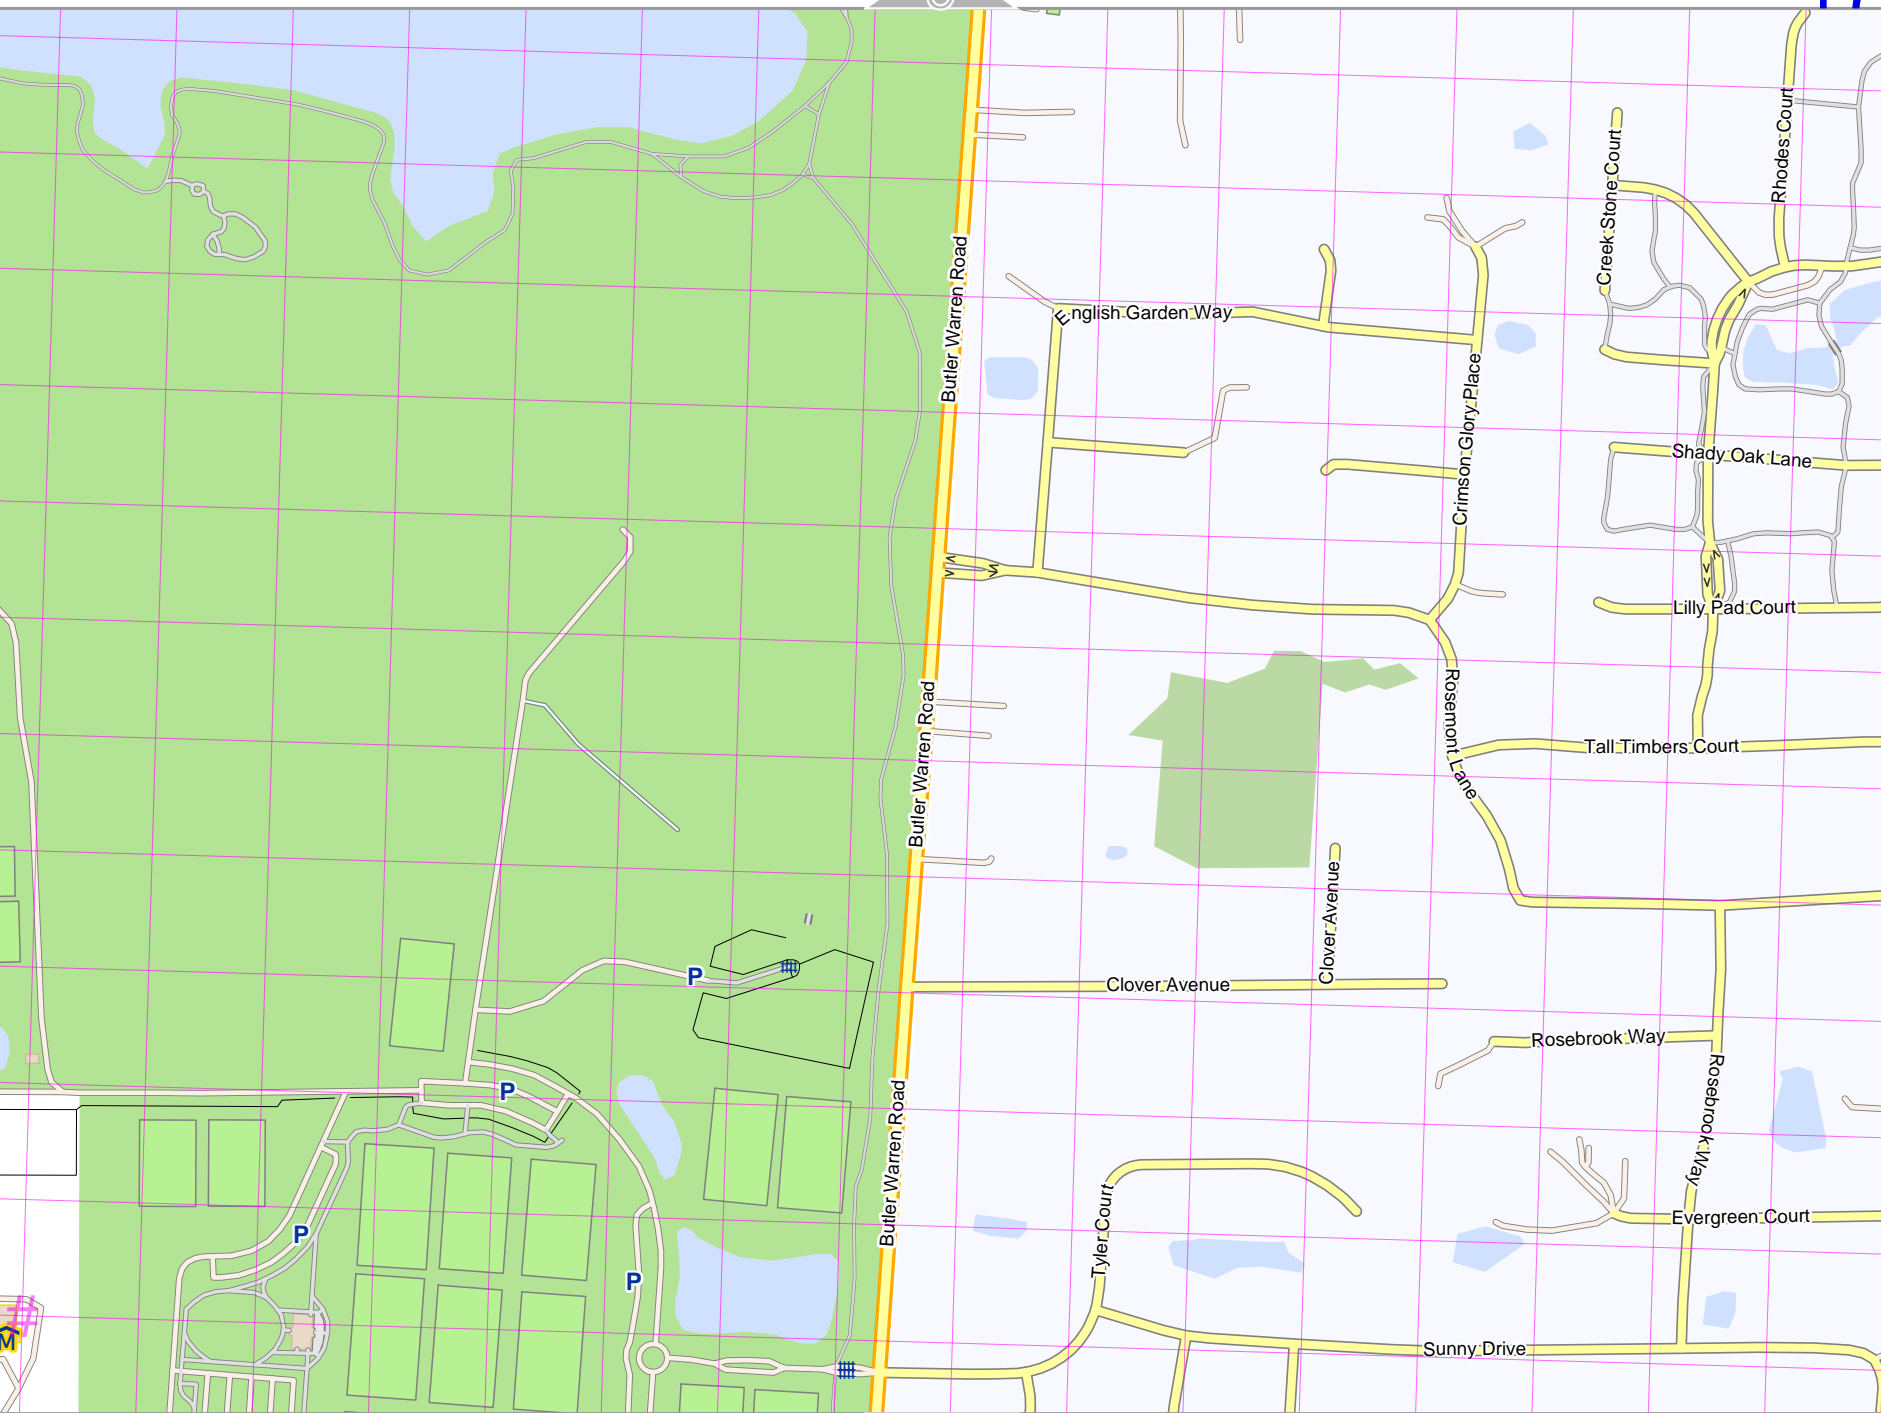 Rhodes Court
Creek Stone Court
Butler Warren Road
English Garden Way
Crimson Glory Place
Shady Oak Lane
Lilly Pad Court
Rosemont Lane
Butler Warren Road
Tall Timbers Court
Clover Avenue
P
Clover Avenue
Rosebrook Way
P
Rosebrook Way
Butler Warren Road
Tyler Court
Evergreen Court
P
P
M
Sunny Drive